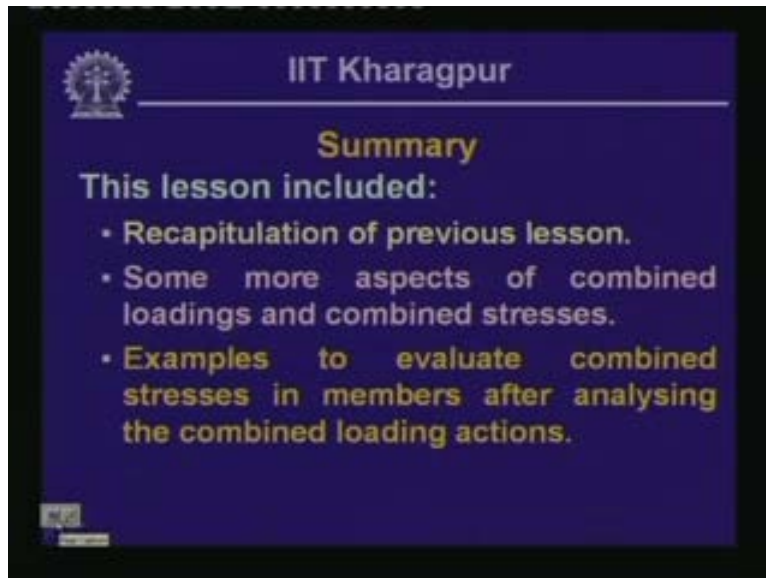 IIT Kharagpur
Summary
This lesson included:
• Recapitulation of previous lesson.
• Some more aspects of combined
loadings and combined stresses.
• Examples to evaluate combined
stresses in members after analysing
the combined loading actions.